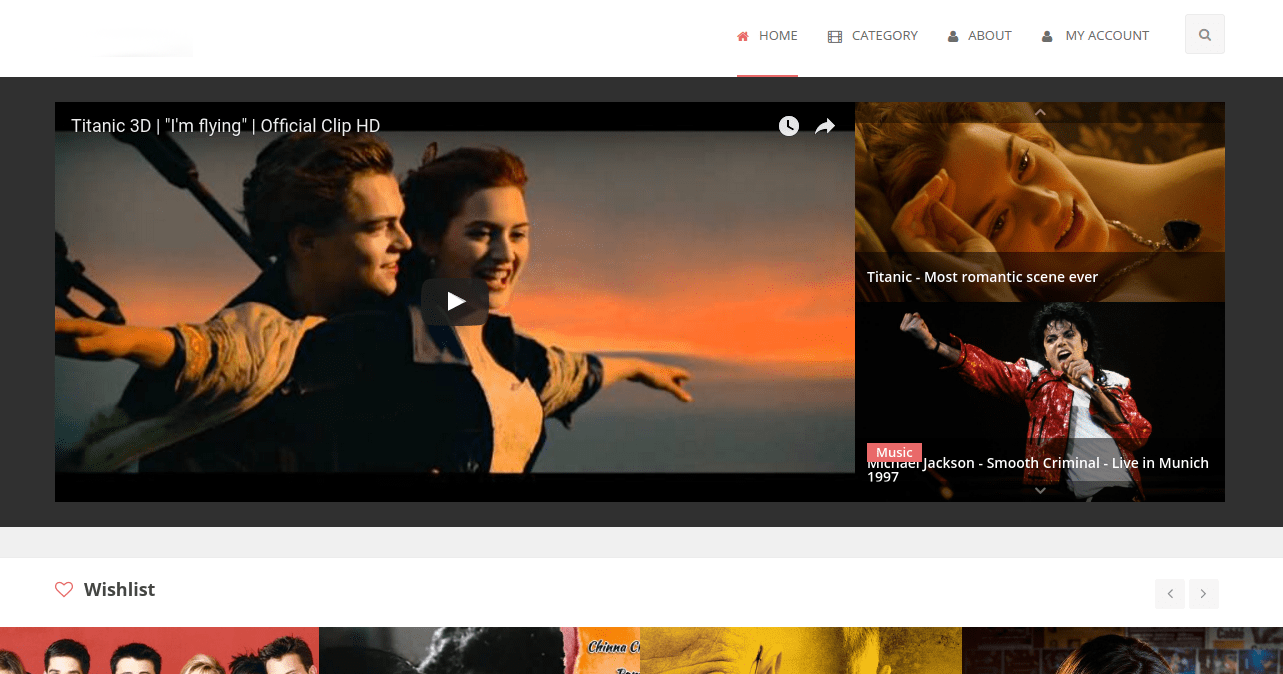 HOME
CATEGORY
ABOUT
MY ACCOUNT
Titanic 3D | "I'm flying" | Official Clip HD
Titanic - Most romantic scene ever
Music
Michael Jackson - Smooth Criminal - Live in Munich
1997
Wishlist
Chinna C